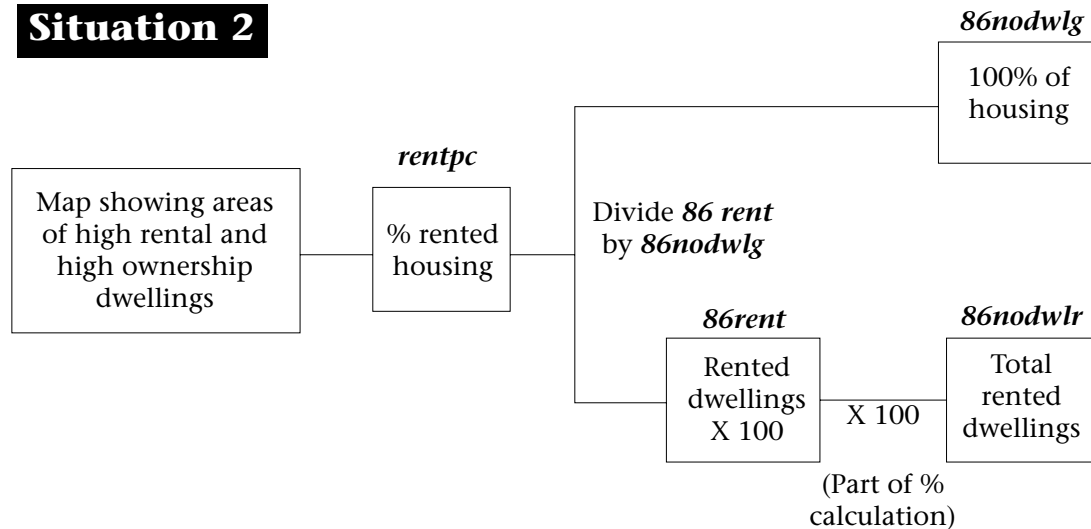 Situation 2
86nodwlg
100% of
housing
rentpc
Map showing areas
of high rental and
high ownership
dwellings
% rented
housing
Divide 86 rent
by 86nodwlg
86rent
Rented
dwellings
X 100
X 100
(Part of %
calculation)
86nodwlr
Total
rented
dwellings